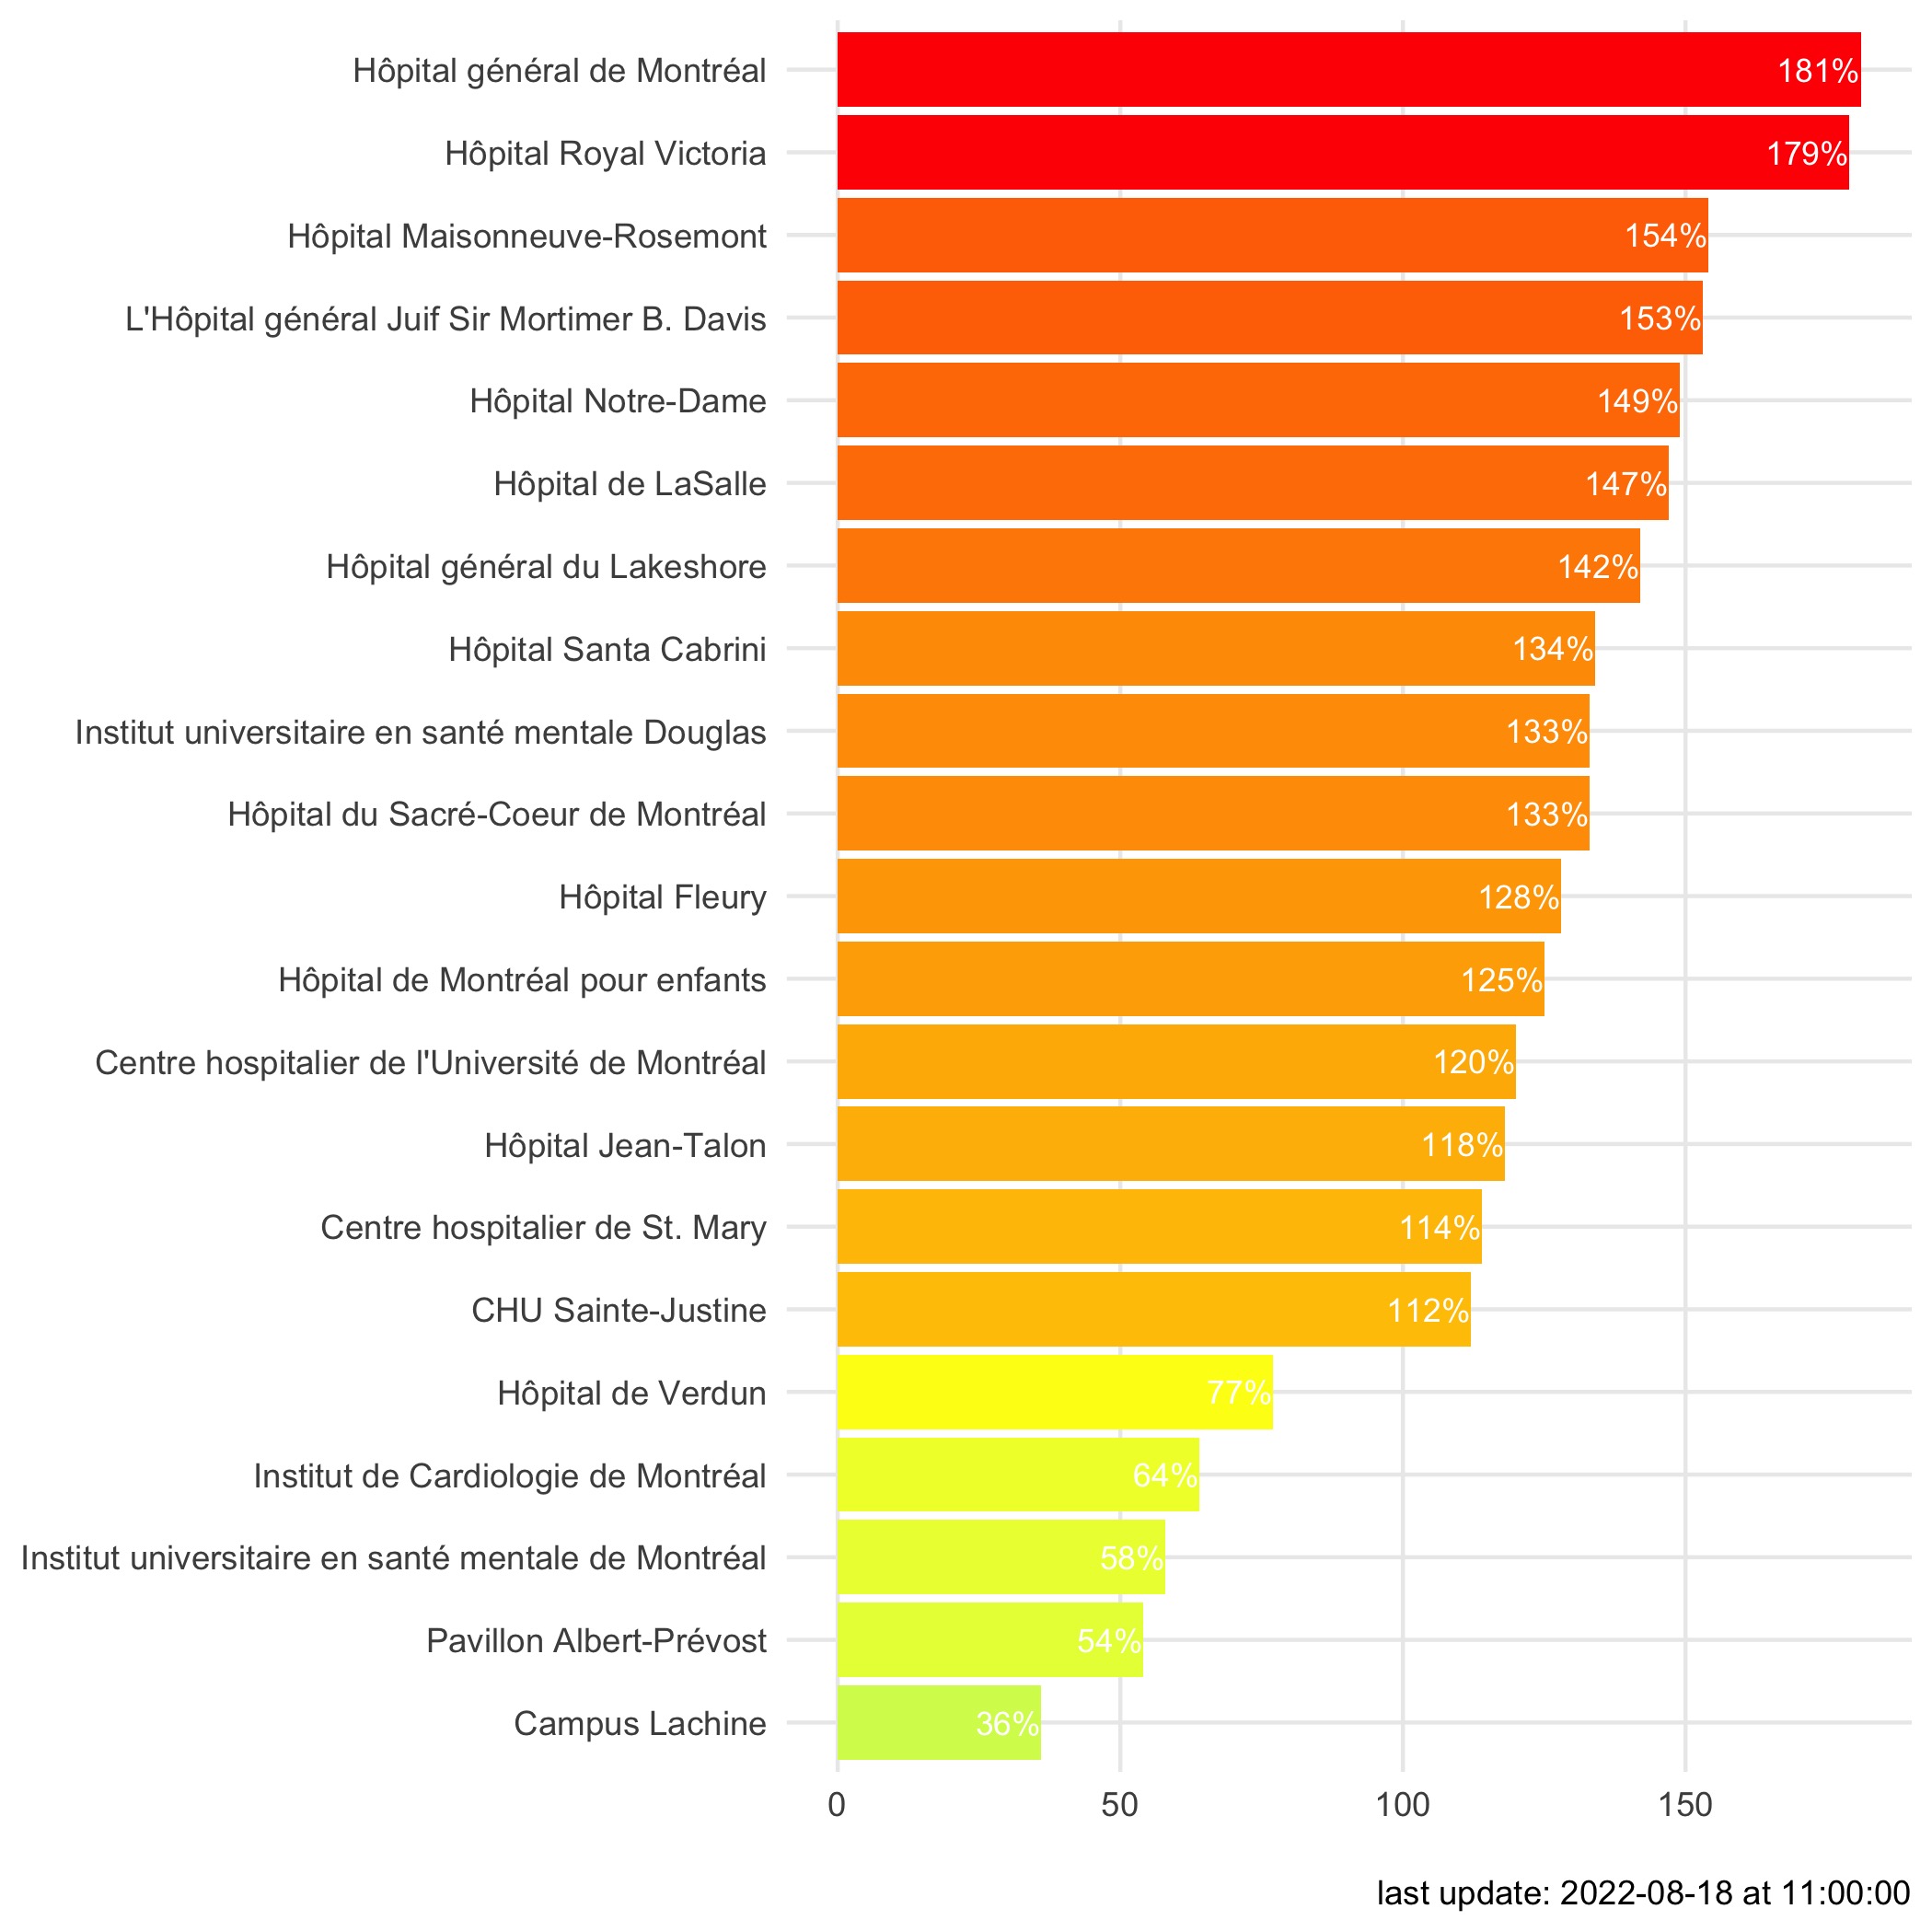 Hôpital général de Montréal 181%
Hôpital Royal Victoria 179%
Hôpital Maisonneuve-Rosemont 154%
L'Hôpital général Juif Sir Mortimer B. Davis 153%
Hôpital Notre-Dame 149%
Hôpital de LaSalle 147%
Hôpital général du Lakeshore 142%
Hôpital Santa Cabrini 134%
Institut universitaire en santé mentale Douglas 133%
Hôpital du Sacré-Coeur de Montréal 133%
Hôpital Fleury 128%
Hôpital de Montréal pour enfants 125%
Centre hospitalier de l'Université de Montréal 120%
Hôpital Jean-Talon 118%
Centre hospitalier de St. Mary 114%
CHU Sainte-Justine 112%
Hôpital de Verdun 77%
Institut de Cardiologie de Montréal 64%
Institut universitaire en santé mentale de Montréal 58%
Pavillon Albert-Prévost 54%
Campus Lachine 36%
0 50 100 150
last update: 2022-08-18 at 11:00:00